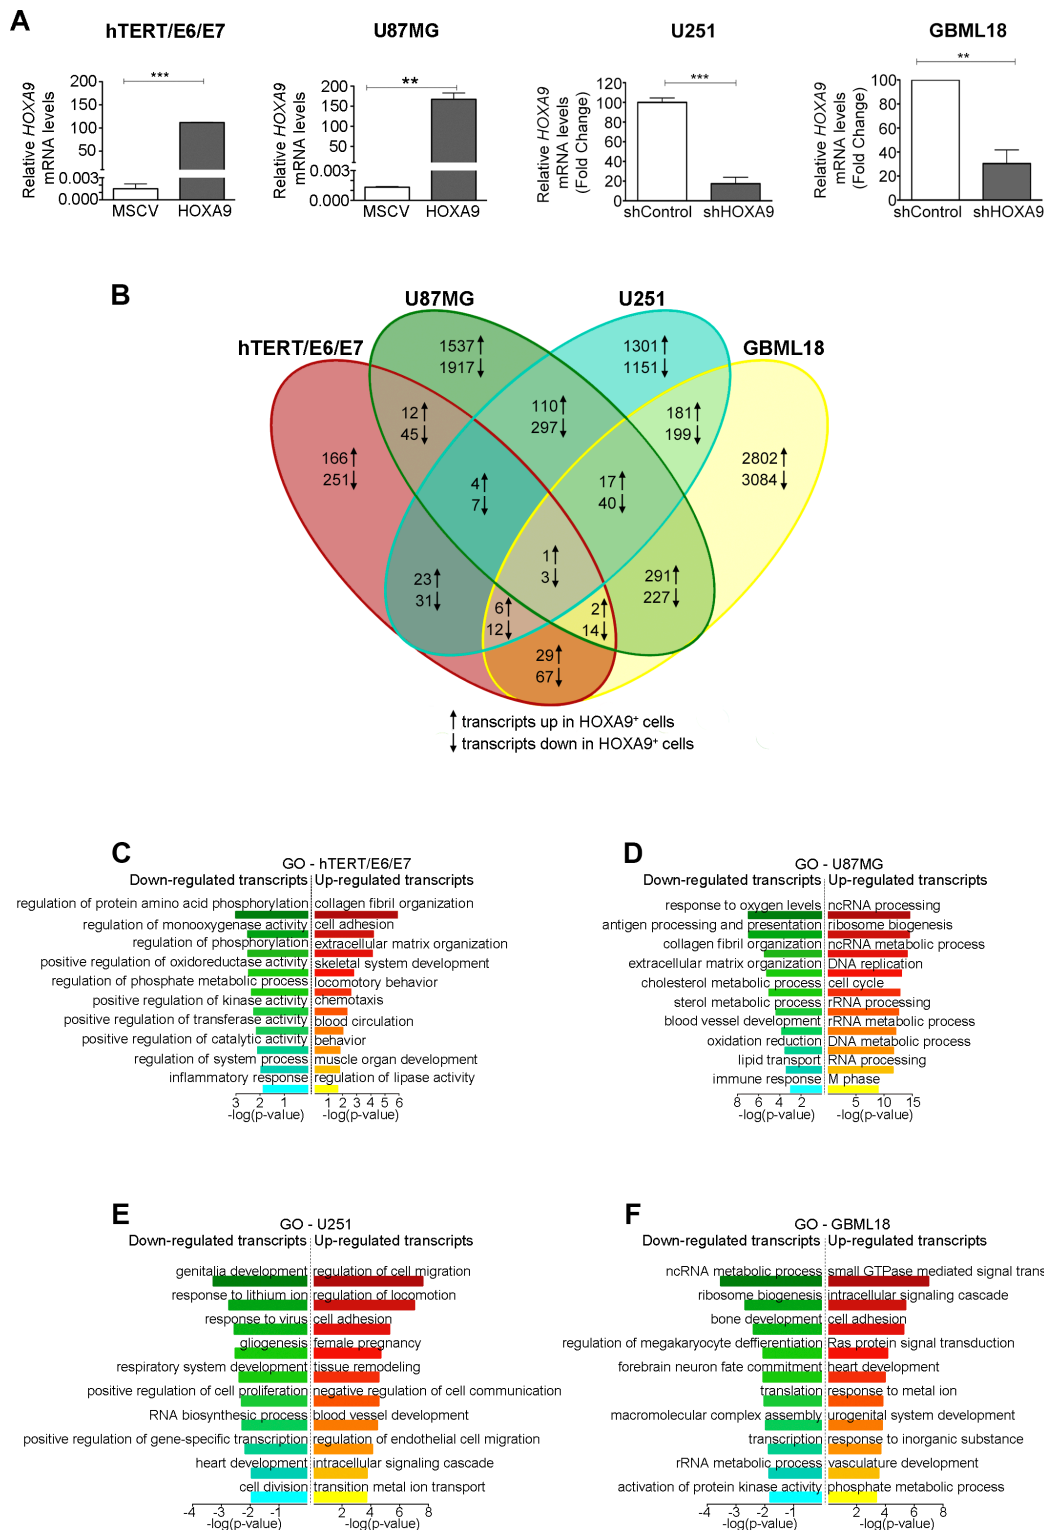 A
hTERT/E6/E7
U87MG
U251
GBML18
Relative HOXA9
mRNA levels
200
150
100
50
0.003
0.000
***
MSCV HOXA9
Relative HOXA9
mRNA levels
200
150
100
50
0.003
0.000
**
MSCV HOXA9
Relative HOXA9
mRNA levels
(Fold Change)
120
100
80
60
40
20
0
***
shControl shHOXA9
Relative HOXA9
mRNA levels
(Fold Change)
100
80
60
40
20
0
**
shControl shHOXA9
B
U87MG
U251
hTERT/E6/E7
GBML18
1537↑
1917↓
1301↑
1151↓
12↑
45↓
110↑
297↓
181↑
199↓
166↑
251↓
2802↑
3084↓
4↑
7↓
17↑
40↓
1↑
3↓
23↑
31↓
291↑
227↓
6↑
12↓
2↑
14↓
29↑
67↓
↑ transcripts up in HOXA9+ cells
↓ transcripts down in HOXA9+ cells
C
GO - hTERT/E6/E7
Down-regulated transcripts Up-regulated transcripts
regulation of protein amino acid phosphorylation collagen fibril organization
regulation of monooxygenase activity cell adhesion
regulation of phosphorylation extracellular matrix organization
positive regulation of oxidoreductase activity skeletal system development
regulation of phosphate metabolic process locomotory behavior
positive regulation of kinase activity chemotaxis
positive regulation of transferase activity blood circulation
positive regulation of catalytic activity behavior
regulation of system process muscle organ development
inflammatory response regulation of lipase activity
3 2 1 1 2 3 4 5 6
-log(p-value) -log(p-value)
D
GO - U87MG
Down-regulated transcripts Up-regulated transcripts
response to oxygen levels ncRNA processing
antigen processing and presentation ribosome biogenesis
collagen fibril organization ncRNA metabolic process
extracellular matrix organization DNA replication
cholesterol metabolic process cell cycle
sterol metabolic process rRNA processing
blood vessel development rRNA metabolic process
oxidation reduction DNA metabolic process
lipid transport RNA processing
immune response M phase
8 6 4 2 5 10 15
-log(p-value) -log(p-value)
E
GO - U251
Down-regulated transcripts Up-regulated transcripts
genitalia development regulation of cell migration
response to lithium ion regulation of locomotion
response to virus cell adhesion
gliogenesis female pregnancy
respiratory system development tissue remodeling
positive regulation of cell proliferation negative regulation of cell communication
RNA biosynthetic process blood vessel development
positive regulation of gene-specific transcription regulation of endothelial cell migration
heart development intracellular signaling cascade
cell division transition metal ion transport
-4 -3 -2 -1 2 4 6 8
-log(p-value) -log(p-value)
F
GO - GBML18
Down-regulated transcripts Up-regulated transcripts
ncRNA metabolic process small GTPase mediated signal trans
ribosome biogenesis intracellular signaling cascade
bone development cell adhesion
regulation of megakaryocyte deffierentiation Ras protein signal transduction
forebrain neuron fate commitment heart development
translation response to metal ion
macromolecular complex assembly urogenital system development
transcription response to inorganic substance
rRNA metabolic process vasculature development
activation of protein kinase activity phosphate metabolic process
-4 -3 -2 -1 2 4 6 8
-log(p-value) -log(p-value)